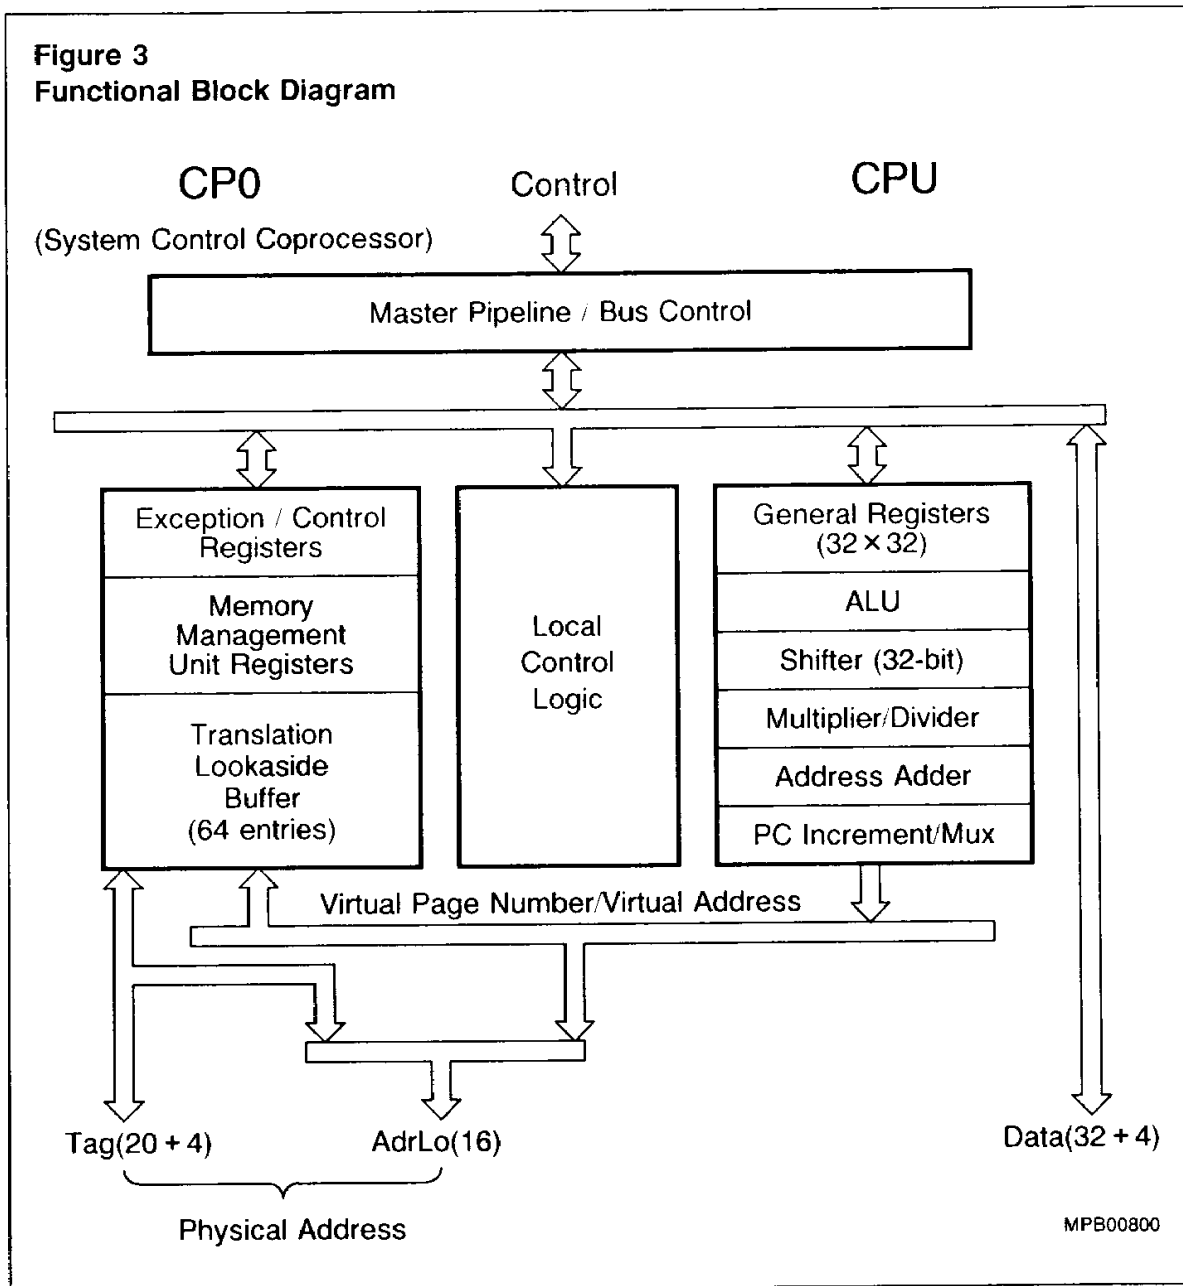 Figure 3
Functional Block Diagram
CP0
Control
CPU
(System Control Coprocessor)
Master Pipeline / Bus Control
Exception / Control
Registers
Memory
Management
Unit Registers
Translation
Lookaside
Buffer
(64 entries)
Local
Control
Logic
General Registers
(32 × 32)
ALU
Shifter (32-bit)
Multiplier/Divider
Address Adder
PC Increment/Mux
Virtual Page Number/Virtual Address
Tag(20 + 4)
AdrLo(16)
Data(32 + 4)
Physical Address
MPB00800